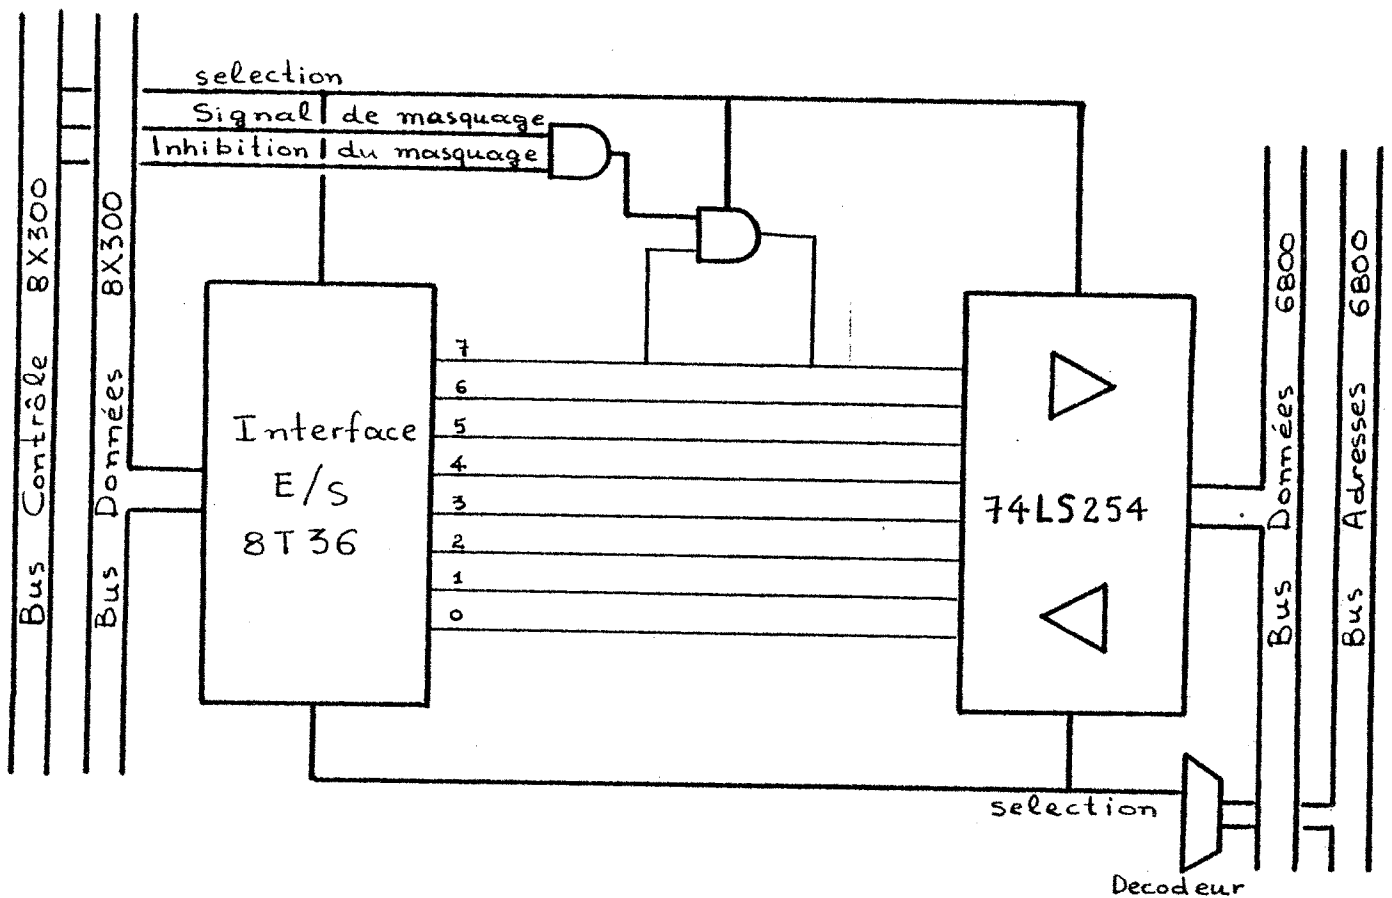 selection
Signal de masquage
Inhibition du masquage
Bus Contrôle 8X300
Bus Données 8X300
Interface
E/S
8T36
7
6
5
4
3
2
1
0
74LS254
Bus Données 6800
Bus Adresses 6800
selection
Decodeur